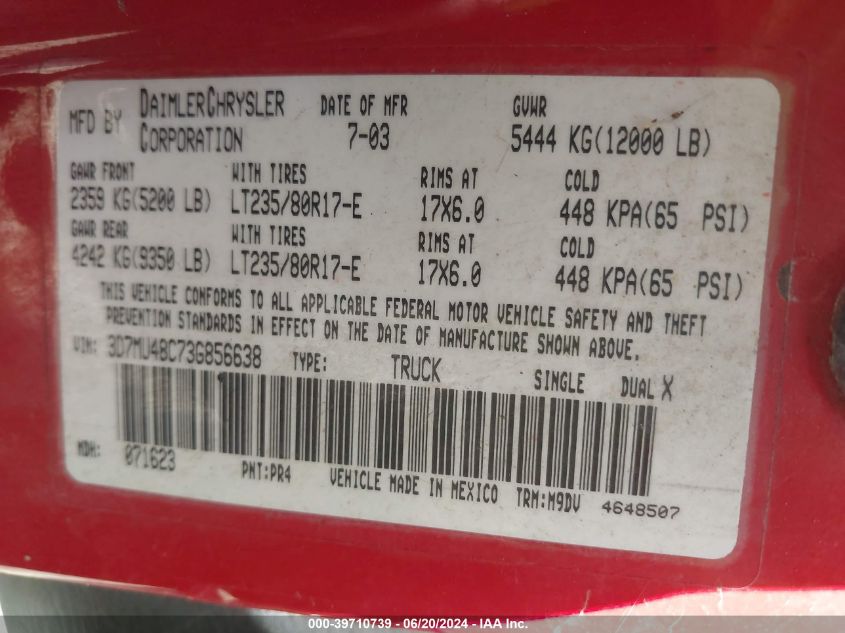 MFD BY DAIMLERCHRYSLER CORPORATION DATE OF MFR 7-03 GVWR 5444 KG(12000 LB)
GAWR FRONT WITH TIRES RIMS AT COLD
2359 KG(5200 LB) LT235/80R17-E 17X6.0 448 KPA(65 PSI)
GAWR REAR WITH TIRES RIMS AT COLD
4242 KG(9350 LB) LT235/80R17-E 17X6.0 448 KPA(65 PSI)
THIS VEHICLE CONFORMS TO ALL APPLICABLE FEDERAL MOTOR VEHICLE SAFETY AND THEFT
PREVENTION STANDARDS IN EFFECT ON THE DATE OF MANUFACTURE SHOWN ABOVE.
VIN: 3D7MU48C73G856638 TYPE: TRUCK SINGLE DUAL X
MDH: 071623 PNT:PR4 VEHICLE MADE IN MEXICO TRM:M9DV 4648507
000-39710739 - 06/20/2024 - IAA Inc.